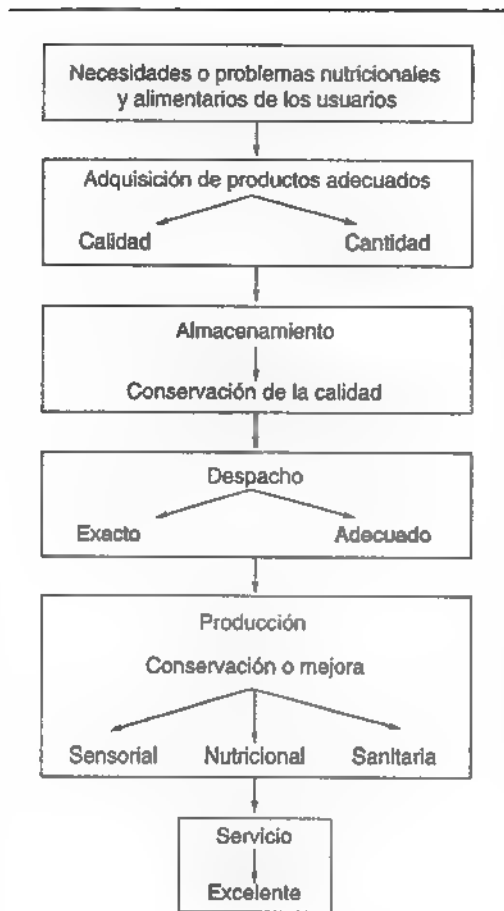 Necesidades o problemas nutricionales
y alimentarios de los usuarios
Adquisición de productos adecuados
Calidad Cantidad
Almacenamiento
Conservación de la calidad
Despacho
Exacto Adecuado
Producción
Conservación o mejora
Sensorial Nutricional Sanitaria
Servicio
Excelente